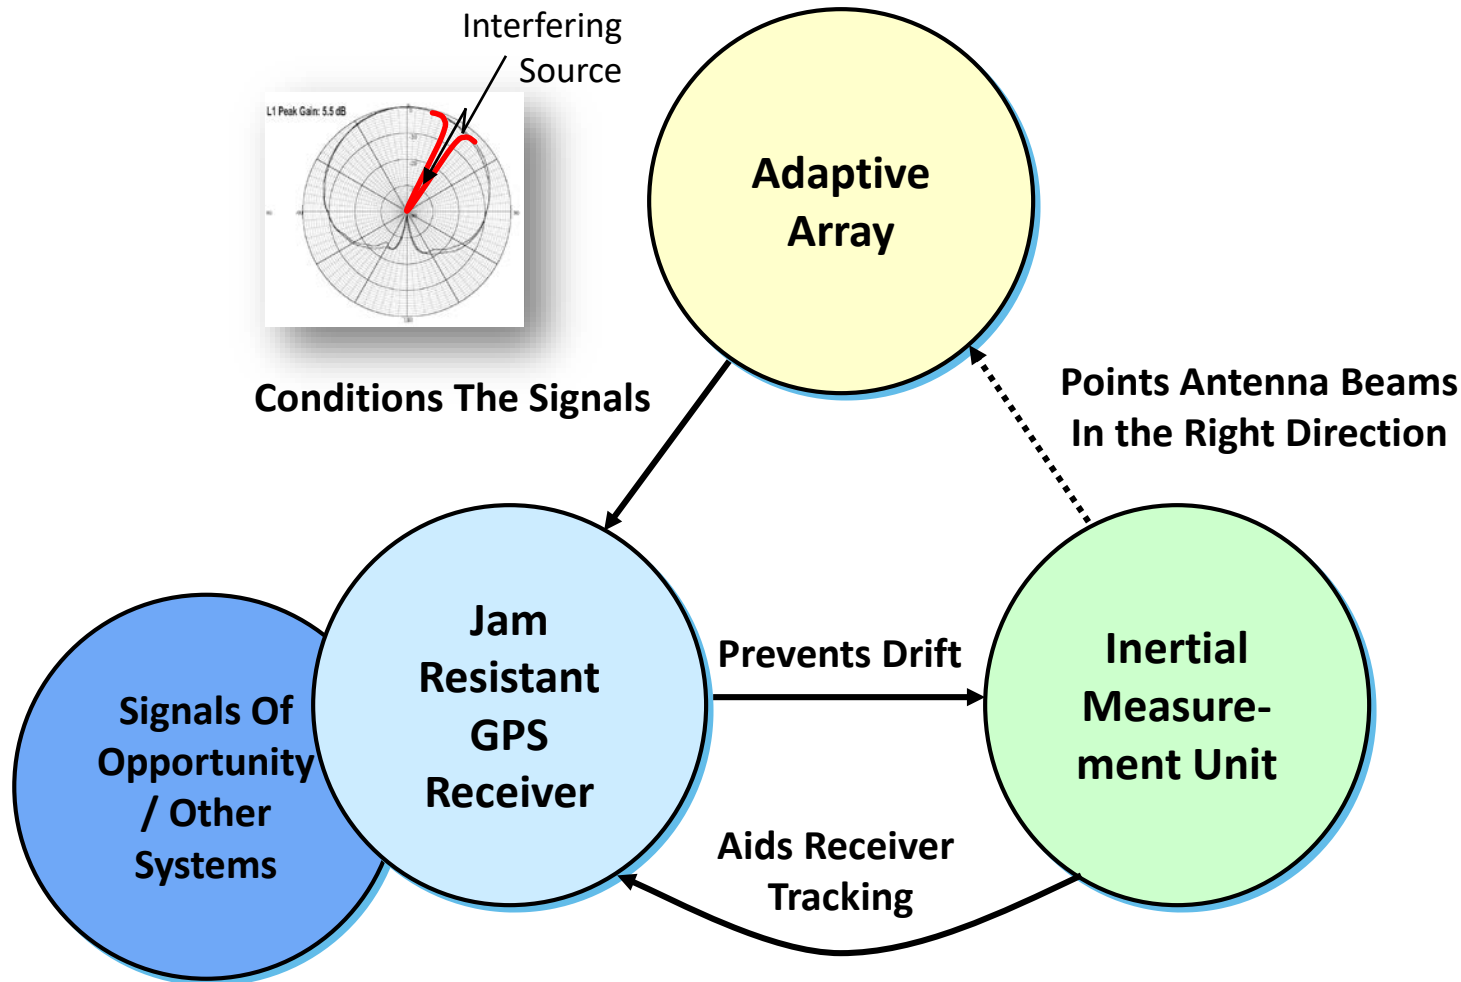 Interfering
Source
L1 Peak Gain: 5.5 dB
Adaptive
Array
Conditions The Signals
Points Antenna Beams
In the Right Direction
Jam
Resistant
GPS
Receiver
Prevents Drift
Inertial
Measure-
ment Unit
Signals Of
Opportunity
/ Other
Systems
Aids Receiver
Tracking